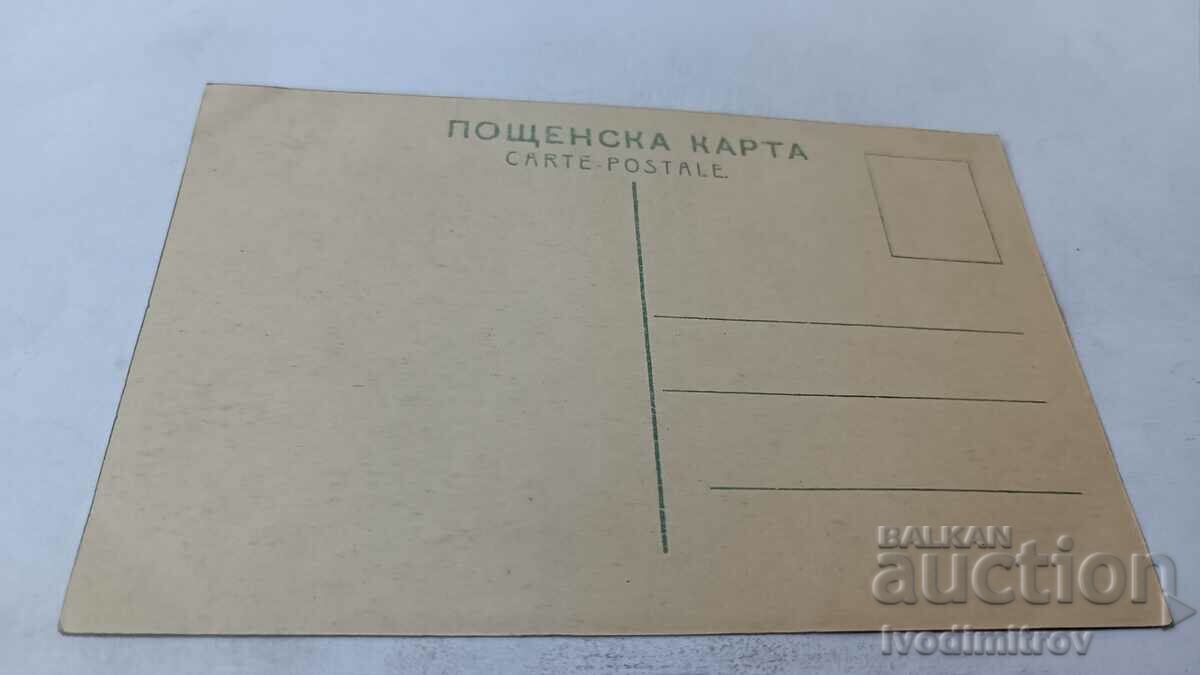 ПОЩЕНСКА КАРТА
CARTE-POSTALE.
BALKAN
auction
Ivodimitrov